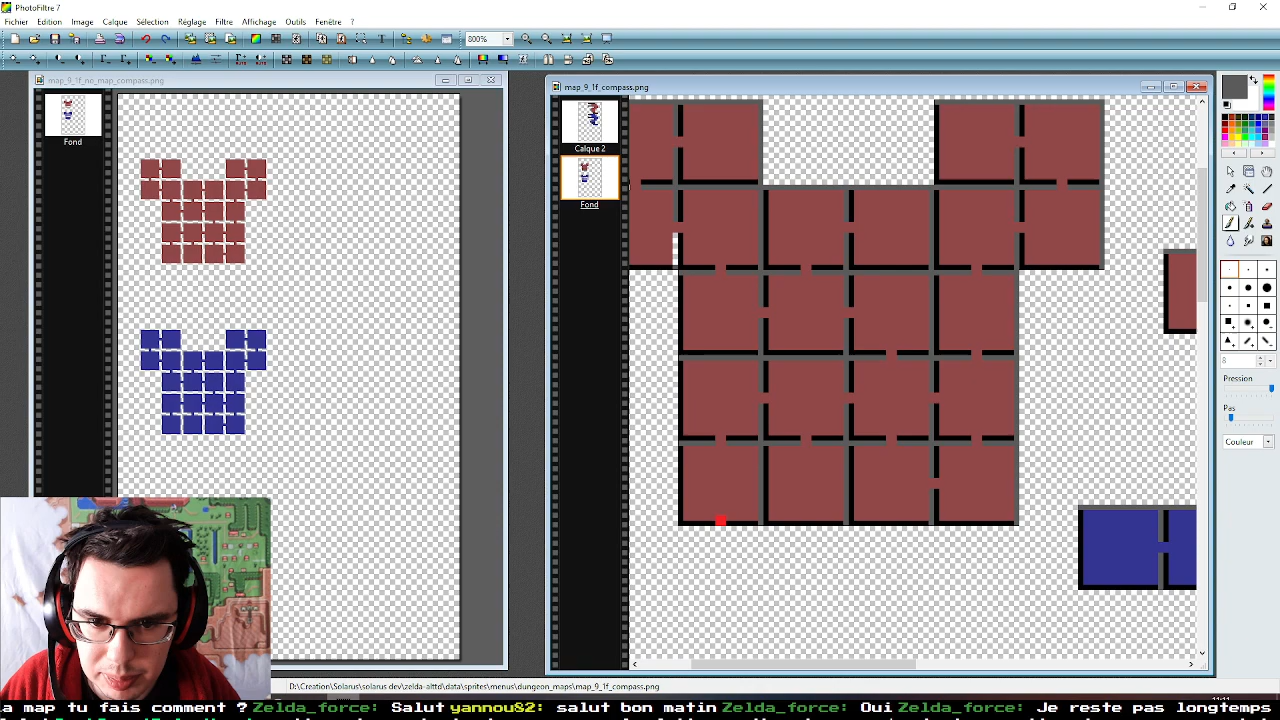 PhotoFiltre 7
Fichier Edition Image Calque Sélection Réglage Filtre Affichage Outils Fenêtre ?
800%
map_9_1f_no_map_compass.png
map_9_1f_compass.png
Fond
Calque 2
Fond
8
Pression
Pas
Couleur
D:\Creation\Solarus\solarus dev\zelda-alttd\data\sprites\menus\dungeon_maps\map_9_1f_compass.png
a map tu fais comment ? Zelda_force: Salut yannou82: salut bon matin Zelda_force: Oui Zelda_force: Je reste pas longtemps